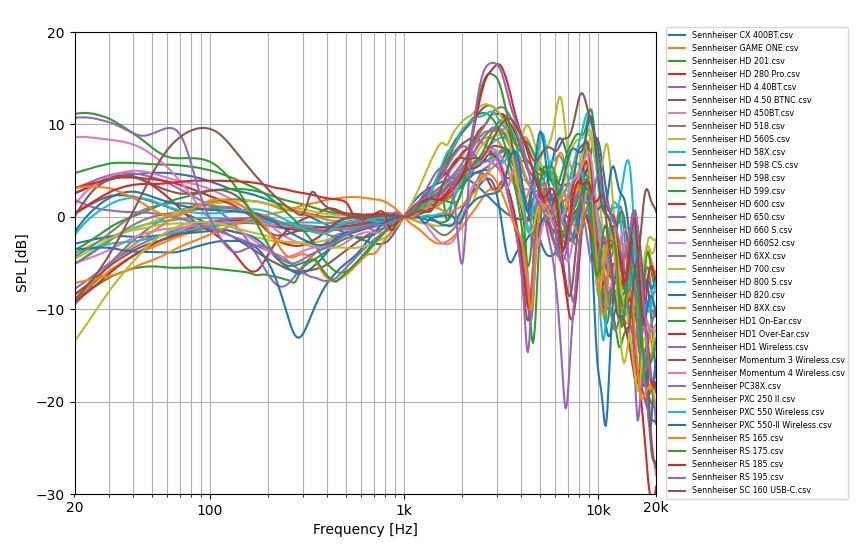 20
10
0
−10
−20
−30
SPL [dB]
20
100
1k
10k
20k
Frequency [Hz]
Sennheiser CX 400BT.csv
Sennheiser GAME ONE.csv
Sennheiser HD 201.csv
Sennheiser HD 280 Pro.csv
Sennheiser HD 4.40BT.csv
Sennheiser HD 4.50 BTNC.csv
Sennheiser HD 450BT.csv
Sennheiser HD 518.csv
Sennheiser HD 560S.csv
Sennheiser HD 58X.csv
Sennheiser HD 598 CS.csv
Sennheiser HD 598.csv
Sennheiser HD 599.csv
Sennheiser HD 600.csv
Sennheiser HD 650.csv
Sennheiser HD 660 S.csv
Sennheiser HD 660S2.csv
Sennheiser HD 6XX.csv
Sennheiser HD 700.csv
Sennheiser HD 800 S.csv
Sennheiser HD 820.csv
Sennheiser HD 8XX.csv
Sennheiser HD1 On-Ear.csv
Sennheiser HD1 Over-Ear.csv
Sennheiser HD1 Wireless.csv
Sennheiser Momentum 3 Wireless.csv
Sennheiser Momentum 4 Wireless.csv
Sennheiser PC38X.csv
Sennheiser PXC 250 II.csv
Sennheiser PXC 550 Wireless.csv
Sennheiser PXC 550-II Wireless.csv
Sennheiser RS 165.csv
Sennheiser RS 175.csv
Sennheiser RS 185.csv
Sennheiser RS 195.csv
Sennheiser SC 160 USB-C.csv